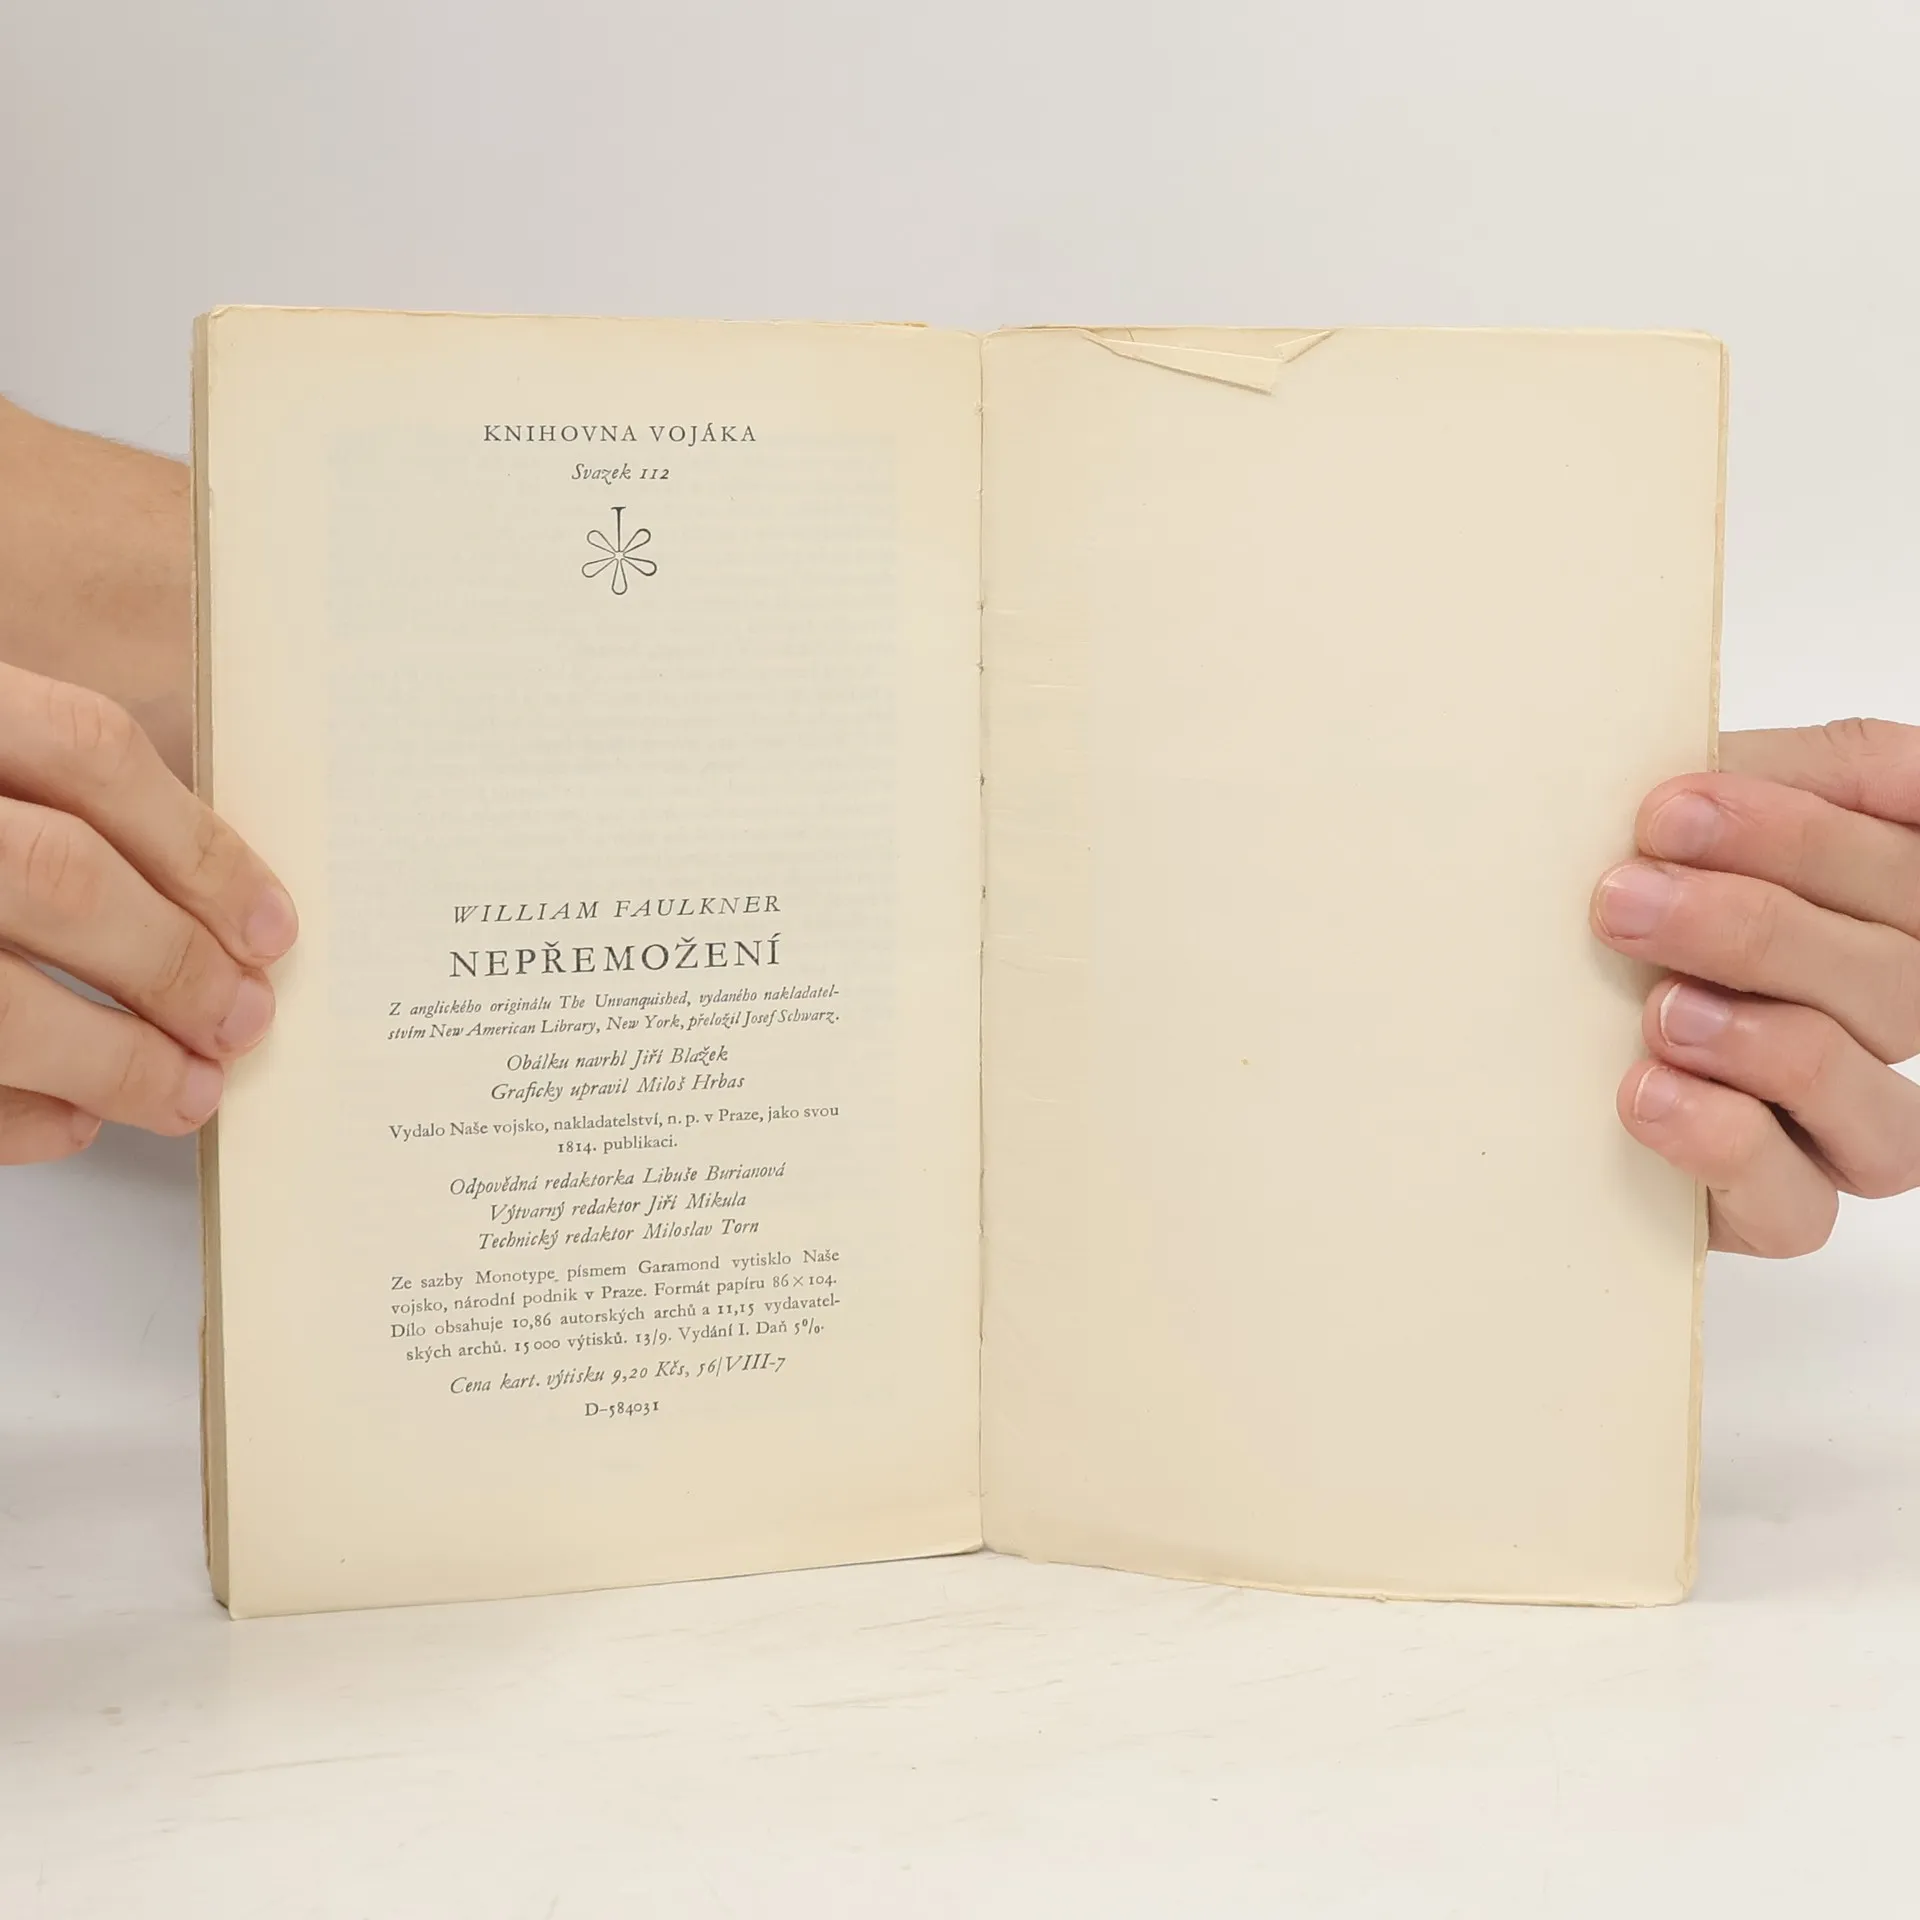 KNIHOVNA VOJÁKA
Svazek 112
WILLIAM FAULKNER
NEPŘEMOŽENÍ
Z anglického originálu The Unvanquished, vydaného nakladatel-
stvím New American Library, New York, přeložil Josef Schwarz.
Obálku navrhl Jiří Blažek
Graficky upravil Miloš Hrbas
Vydalo Naše vojsko, nakladatelství, n. p. v Praze, jako svou
1814. publikaci.
Odpovědná redaktorka Libuše Burianová
Výtvarný redaktor Jiří Mikula
Technický redaktor Miloslav Torn
Ze sazby Monotype písmem Garamond vytisklo Naše
vojsko, národní podnik v Praze. Formát papíru 86×104.
Dílo obsahuje 10,86 autorských archů a 11,15 vydavatel-
ských archů. 15 000 výtisků. 13/9. Vydání I. Daň 5%.
Cena kart. výtisku 9,20 Kčs, 56/VIII-7
D-584031